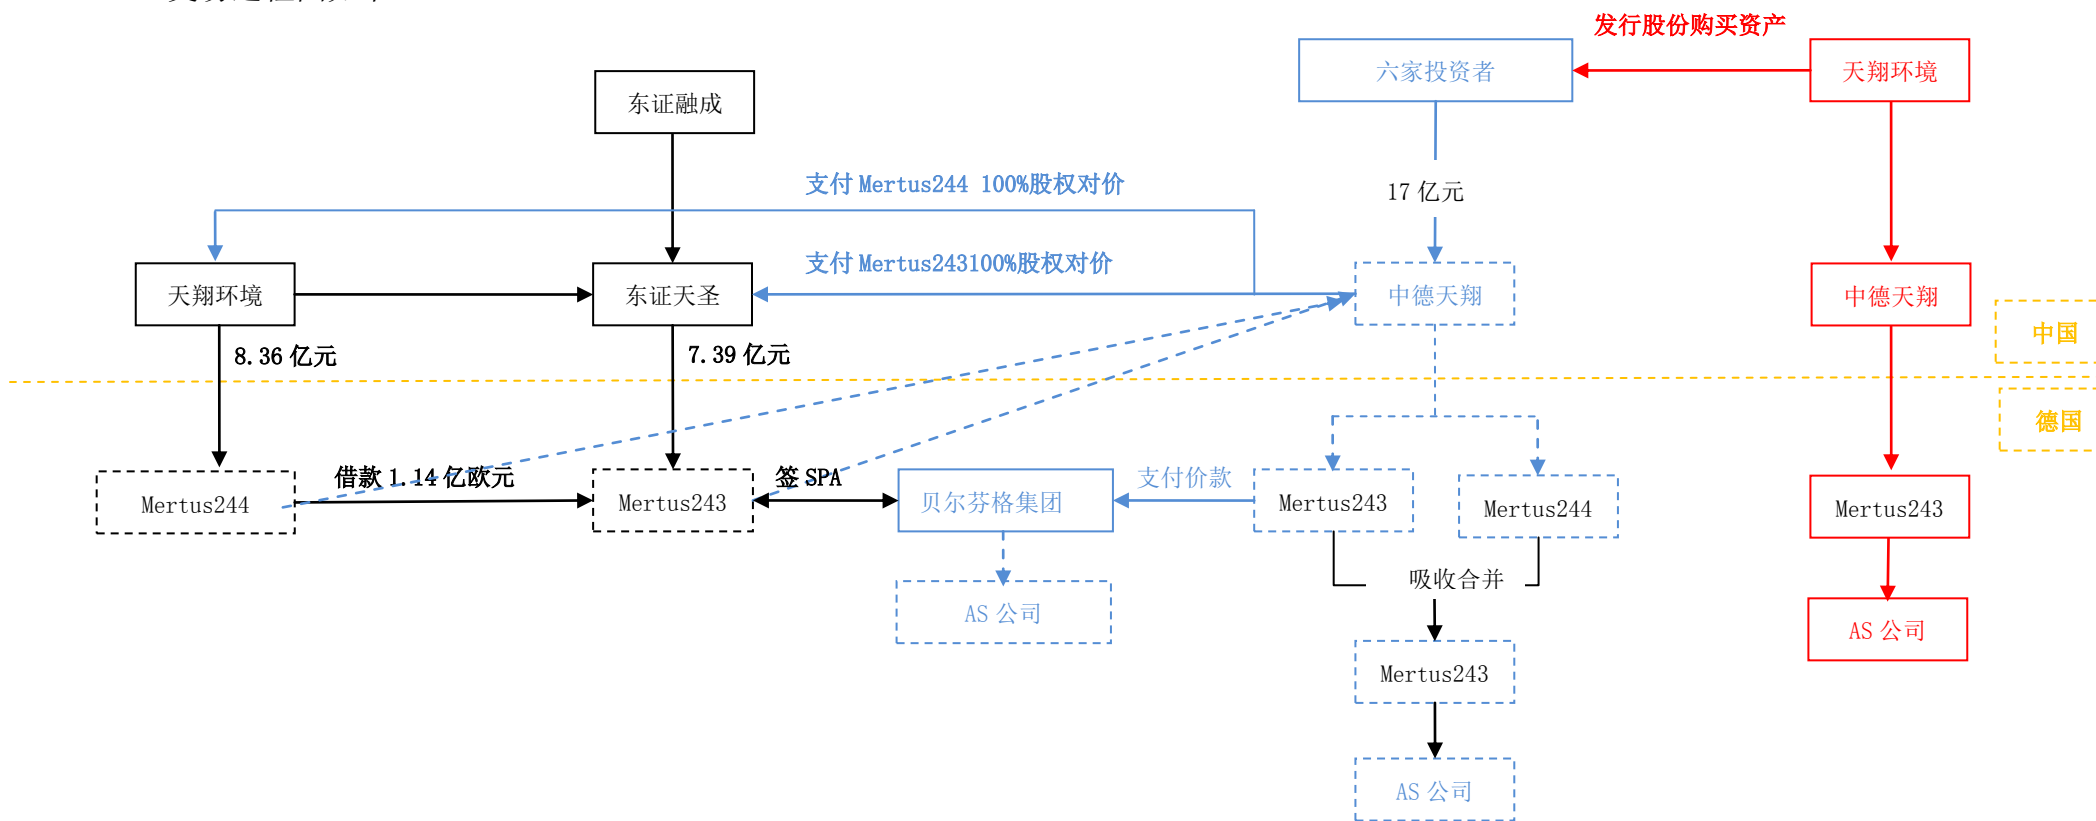 发行股份购买资产
六家投资者
天翔环境
东证融成
支付 Mertus244 100%股权对价
17 亿元
支付 Mertus243100%股权对价
天翔环境
东证天圣
中德天翔
中德天翔
中国
8.36 亿元
7.39 亿元
德国
借款 1.14 亿欧元
签 SPA
支付价款
Mertus244
Mertus243
贝尔芬格集团
Mertus243
Mertus244
Mertus243
吸收合并
AS 公司
AS 公司
Mertus243
AS 公司